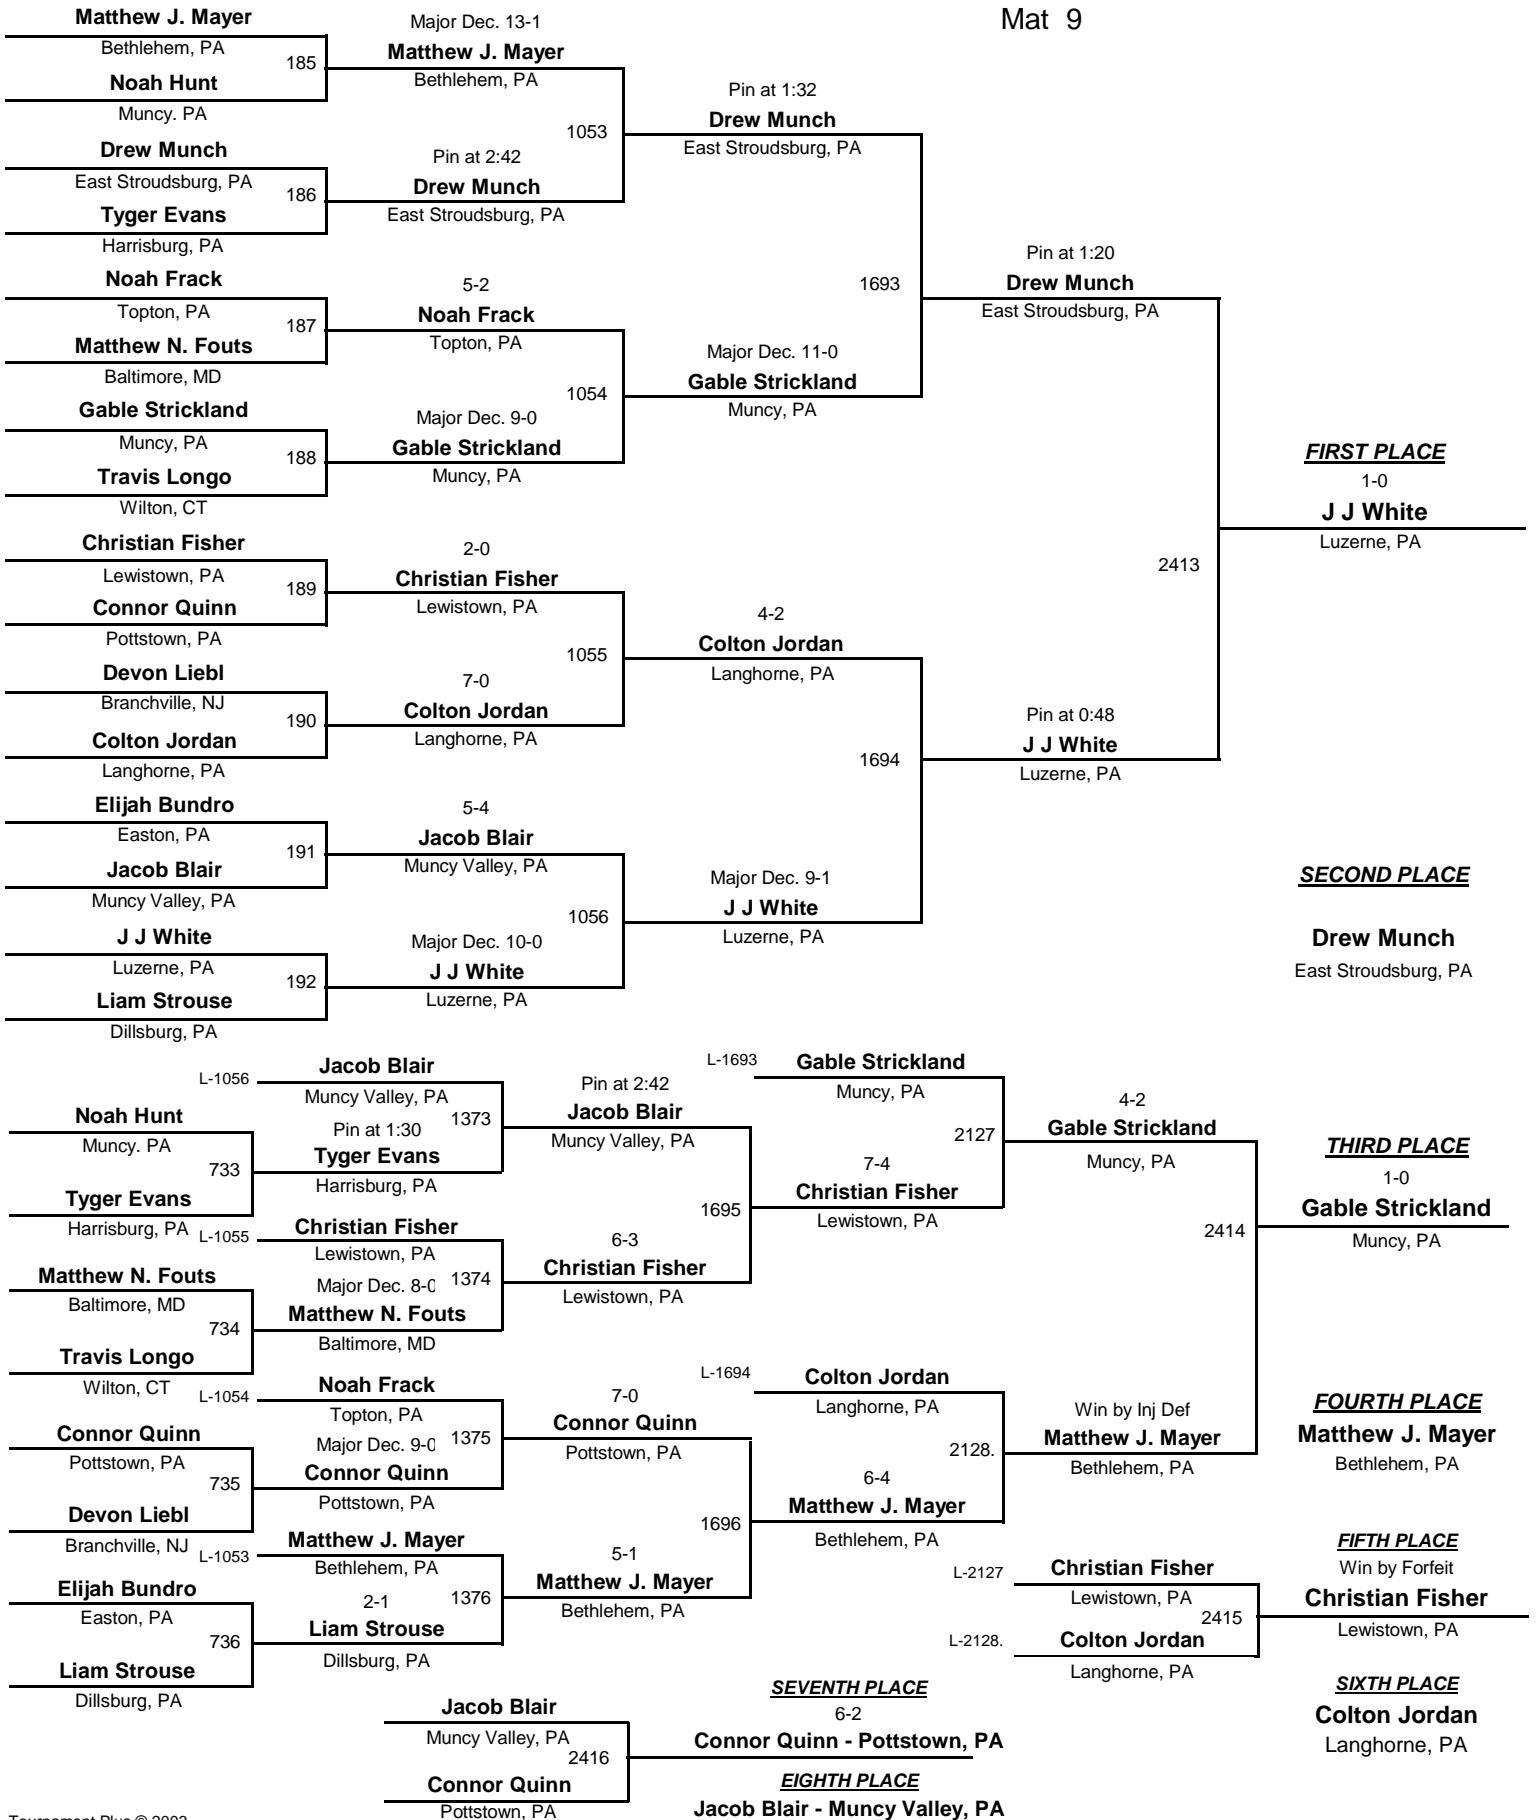 Mat 9
Matthew J. Mayer
Bethlehem, PA
185
Noah Hunt
Muncy. PA
Drew Munch
East Stroudsburg, PA
186
Tyger Evans
Harrisburg, PA
Noah Frack
Topton, PA
187
Matthew N. Fouts
Baltimore, MD
Gable Strickland
Muncy, PA
188
Travis Longo
Wilton, CT
Christian Fisher
Lewistown, PA
189
Connor Quinn
Pottstown, PA
Devon Liebl
Branchville, NJ
190
Colton Jordan
Langhorne, PA
Elijah Bundro
Easton, PA
191
Jacob Blair
Muncy Valley, PA
J J White
Luzerne, PA
192
Liam Strouse
Dillsburg, PA
Major Dec. 13-1
Matthew J. Mayer
Bethlehem, PA
1053
Pin at 2:42
Drew Munch
East Stroudsburg, PA
5-2
Noah Frack
Topton, PA
1054
Major Dec. 9-0
Gable Strickland
Muncy, PA
2-0
Christian Fisher
Lewistown, PA
1055
7-0
Colton Jordan
Langhorne, PA
5-4
Jacob Blair
Muncy Valley, PA
1056
Major Dec. 10-0
J J White
Luzerne, PA
Pin at 1:32
Drew Munch
East Stroudsburg, PA
1693
Major Dec. 11-0
Gable Strickland
Muncy, PA
4-2
Colton Jordan
Langhorne, PA
1694
Major Dec. 9-1
J J White
Luzerne, PA
Pin at 1:20
Drew Munch
East Stroudsburg, PA
2413
Pin at 0:48
J J White
Luzerne, PA
FIRST PLACE
1-0
J J White
Luzerne, PA
SECOND PLACE
Drew Munch
East Stroudsburg, PA
Noah Hunt
Muncy. PA
733
Tyger Evans
Harrisburg, PA
Matthew N. Fouts
Baltimore, MD
734
Travis Longo
Wilton, CT
Connor Quinn
Pottstown, PA
735
Devon Liebl
Branchville, NJ
Elijah Bundro
Easton, PA
736
Liam Strouse
Dillsburg, PA
L-1056
Jacob Blair
Muncy Valley, PA
1373
Pin at 1:30
Tyger Evans
Harrisburg, PA
L-1055
Christian Fisher
Lewistown, PA
1374
Major Dec. 8-0
Matthew N. Fouts
Baltimore, MD
L-1054
Noah Frack
Topton, PA
1375
Major Dec. 9-0
Connor Quinn
Pottstown, PA
L-1053
Matthew J. Mayer
Bethlehem, PA
1376
2-1
Liam Strouse
Dillsburg, PA
Pin at 2:42
Jacob Blair
Muncy Valley, PA
1695
6-3
Christian Fisher
Lewistown, PA
7-0
Connor Quinn
Pottstown, PA
1696
5-1
Matthew J. Mayer
Bethlehem, PA
L-1693
Gable Strickland
Muncy, PA
2127
7-4
Christian Fisher
Lewistown, PA
L-1694
Colton Jordan
Langhorne, PA
2128.
6-4
Matthew J. Mayer
Bethlehem, PA
4-2
Gable Strickland
Muncy, PA
2414
Win by Inj Def
Matthew J. Mayer
Bethlehem, PA
THIRD PLACE
1-0
Gable Strickland
Muncy, PA
FOURTH PLACE
Matthew J. Mayer
Bethlehem, PA
L-2127
Christian Fisher
Lewistown, PA
2415
L-2128.
Colton Jordan
Langhorne, PA
FIFTH PLACE
Win by Forfeit
Christian Fisher
Lewistown, PA
SIXTH PLACE
Colton Jordan
Langhorne, PA
Jacob Blair
Muncy Valley, PA
2416
Connor Quinn
Pottstown, PA
SEVENTH PLACE
6-2
Connor Quinn - Pottstown, PA
EIGHTH PLACE
Jacob Blair - Muncy Valley, PA
Tournament Plus © 2003